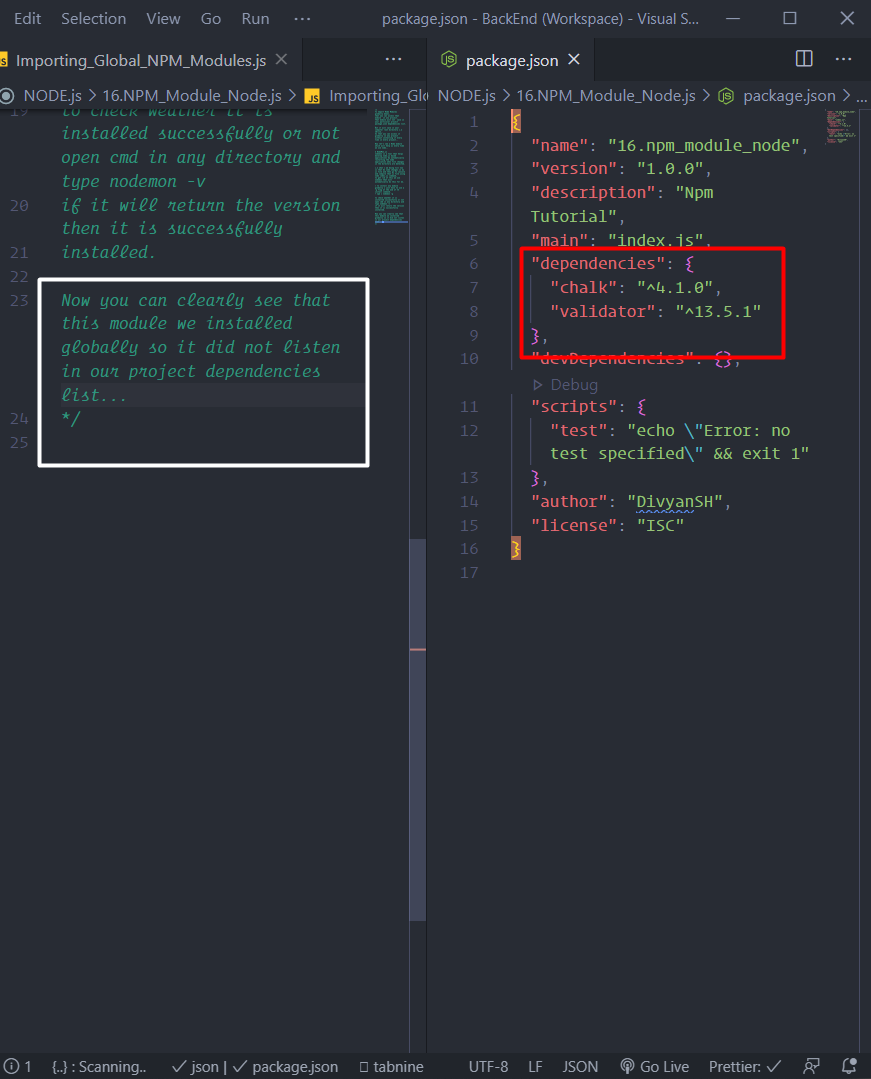 Edit Selection View Go Run ··· package.json - BackEnd (Workspace) - Visual S...
JS Importing_Global_NPM_Modules.js
NODE.js > 16.NPM_Module_Node.js > JS Importing_Glo
19 to check weather it is
installed successfully or not
open cmd in any directory and
type nodemon -v
20 if it will return the version
then it is successfully
21 installed.
22
23 Now you can clearly see that
this module we installed
globally so it did not listen
in our project dependencies
list...
24 */
25
package.json
NODE.js > 16.NPM_Module_Node.js > package.json > ...
1 {
2 "name": "16.npm_module_node",
3 "version": "1.0.0",
4 "description": "Npm
Tutorial",
5 "main": "index.js",
6 "dependencies": {
7 "chalk": "^4.1.0",
8 "validator": "^13.5.1"
9 },
10 "devDependencies": {},
Debug
11 "scripts": {
12 "test": "echo \"Error: no
test specified\" && exit 1"
13 },
14 "author": "DivyanSH",
15 "license": "ISC"
16 }
17
1 {..} : Scanning.. ✓ json | ✓ package.json □ tabnine UTF-8 LF JSON Go Live Prettier: ✓